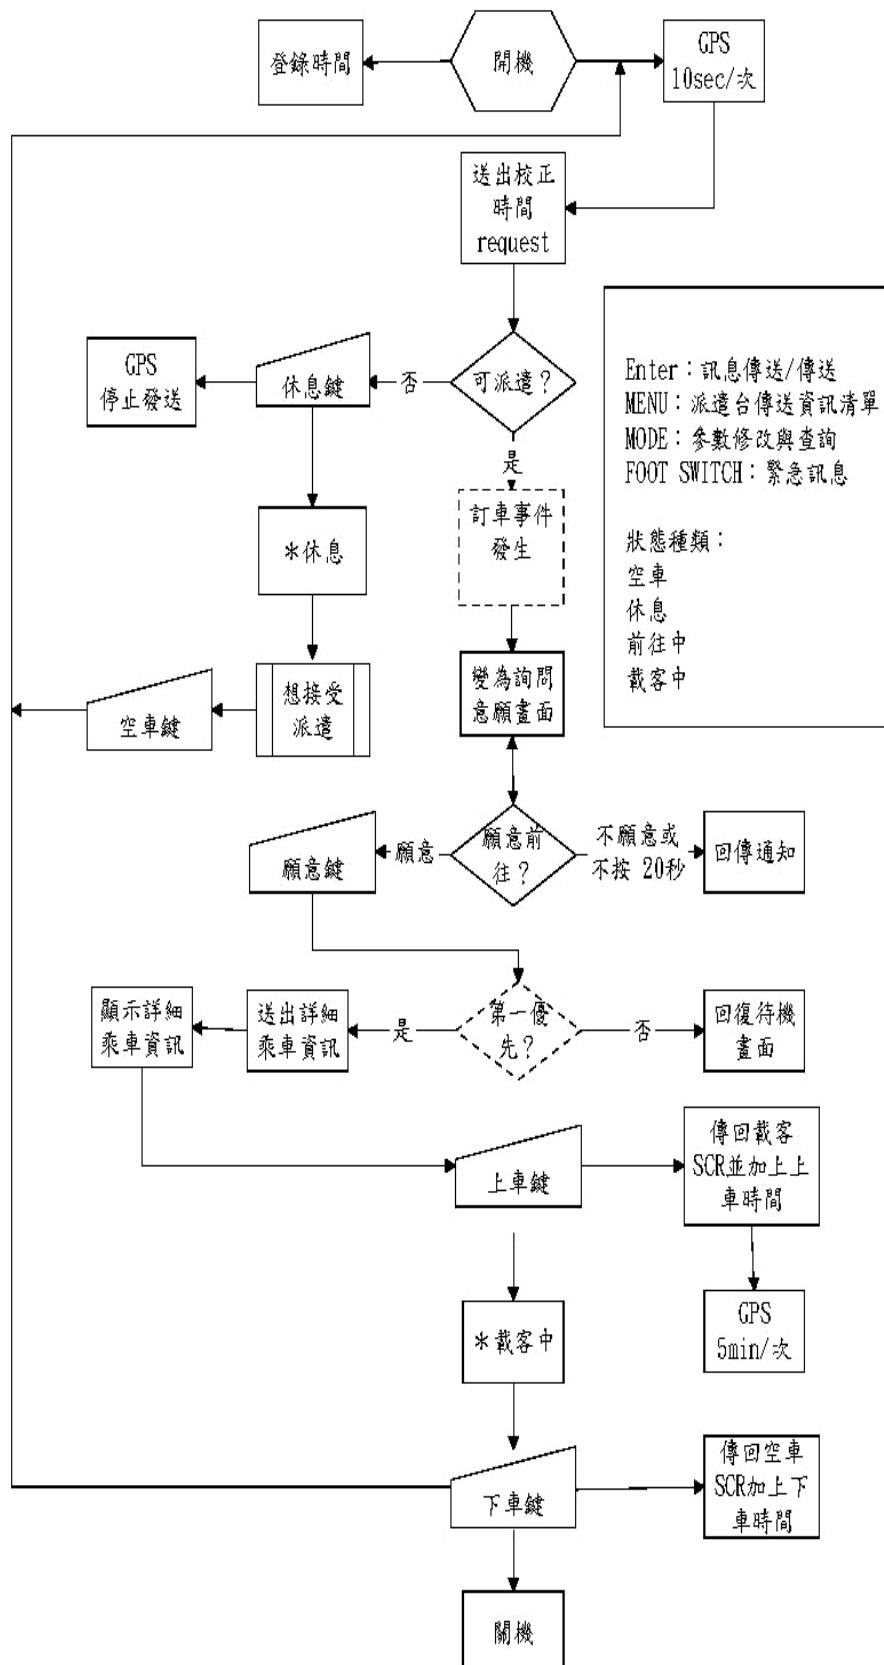 登錄時間
開機
GPS
10sec/次
送出校正
時間
request
GPS
停止發送
休息鍵
否
可派遣？
是
Enter：訊息傳送/傳送
MENU：派遣台傳送資訊清單
MODE：參數修改與查詢
FOOT SWITCH：緊急訊息
狀態種類：
空車
休息
前往中
載客中
訂車事件
發生
＊休息
變為詢問
意願畫面
想接受
派遣
空車鍵
願意鍵
願意
願意前
往？
不願意或
不按 20秒
回傳通知
顯示詳細
乘車資訊
送出詳細
乘車資訊
是
第一優
先？
否
回復待機
畫面
上車鍵
傳回載客
SCR並加上上
車時間
GPS
5min/次
＊載客中
下車鍵
傳回空車
SCR加上下
車時間
關機